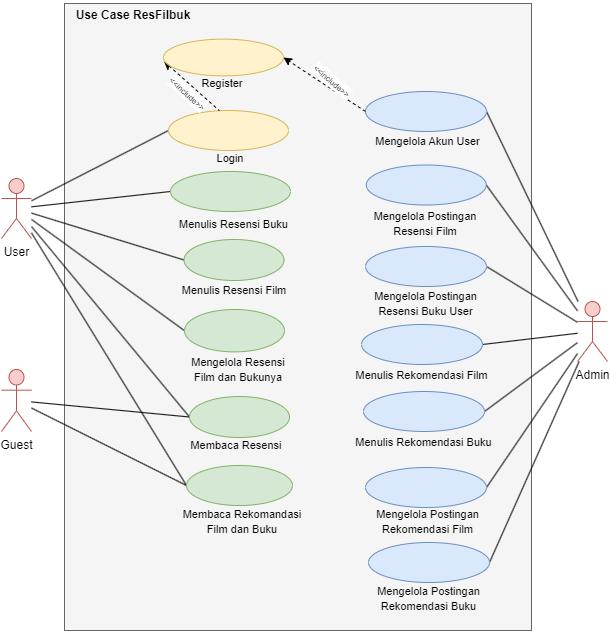 Use Case ResFilbuk
Register
<<include>>
<<include>>
Login
Mengelola Akun User
Menulis Resensi Buku
Mengelola Postingan
Resensi Film
User
Menulis Resensi Film
Mengelola Postingan
Resensi Buku User
Mengelola Resensi
Film dan Bukunya
Menulis Rekomendasi Film
Admin
Guest
Membaca Resensi
Menulis Rekomendasi Buku
Membaca Rekomandasi
Film dan Buku
Mengelola Postingan
Rekomendasi Film
Mengelola Postingan
Rekomendasi Buku